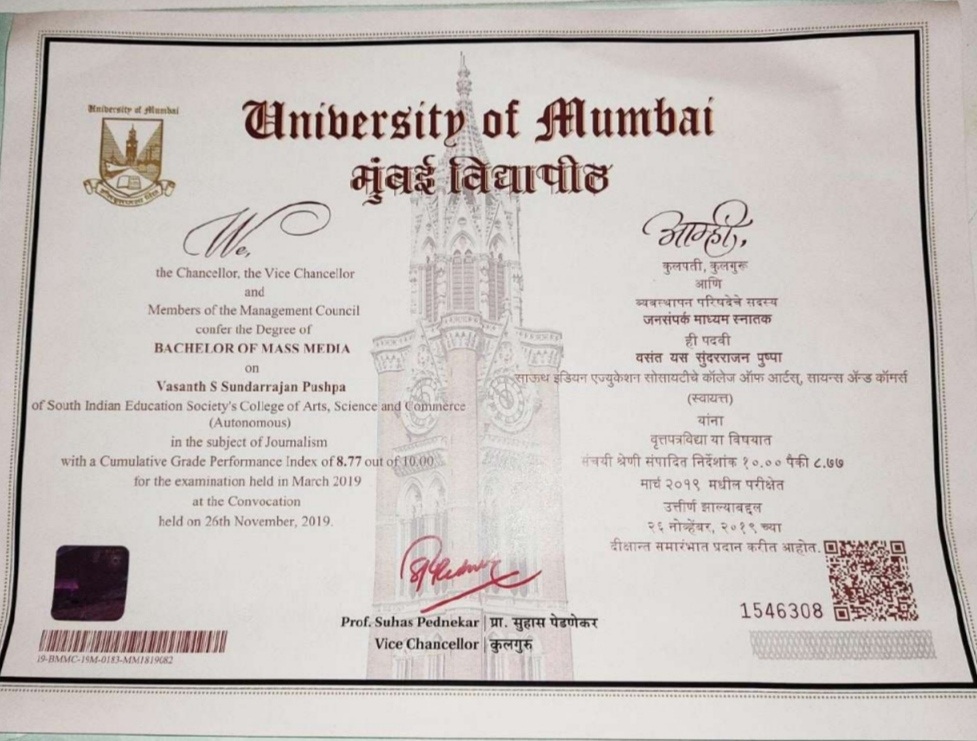 University of Mumbai
University of Mumbai
मुंबई विद्यापीठ
We,
the Chancellor, the Vice Chancellor
and
Members of the Management Council
confer the Degree of
BACHELOR OF MASS MEDIA
on
Vasanth S Sundarrajan Pushpa
of South Indian Education Society's College of Arts, Science and Commerce
(Autonomous)
in the subject of Journalism
with a Cumulative Grade Performance Index of 8.77 out of 10.00
for the examination held in March 2019
at the Convocation
held on 26th November, 2019.
आम्ही,
कुलपती, कुलगुरू
आणि
व्यवस्थापन परिषदेचे सदस्य
जनसंपर्क माध्यम स्नातक
ही पदवी
वसंत यस सुंदरराजन पुष्पा
साऊथ इंडियन एज्युकेशन सोसायटीचे कॉलेज ऑफ आर्टस्, सायन्स अ‍ॅन्ड कॉमर्स
(स्वायत्त)
यांना
वृत्तपत्रविद्या या विषयात
संचयी श्रेणी संपादित निर्देशांक १०.०० पैकी ८.७७
मार्च २०१९ मधील परीक्षेत
उत्तीर्ण झाल्याबद्दल
२६ नोव्हेंबर, २०१९ च्या
दीक्षान्त समारंभात प्रदान करीत आहोत.
Prof. Suhas Pednekar | प्रा. सुहास पेडणेकर
Vice Chancellor | कुलगुरू
1546308
19-BMMC-19M-0183-MM1819082